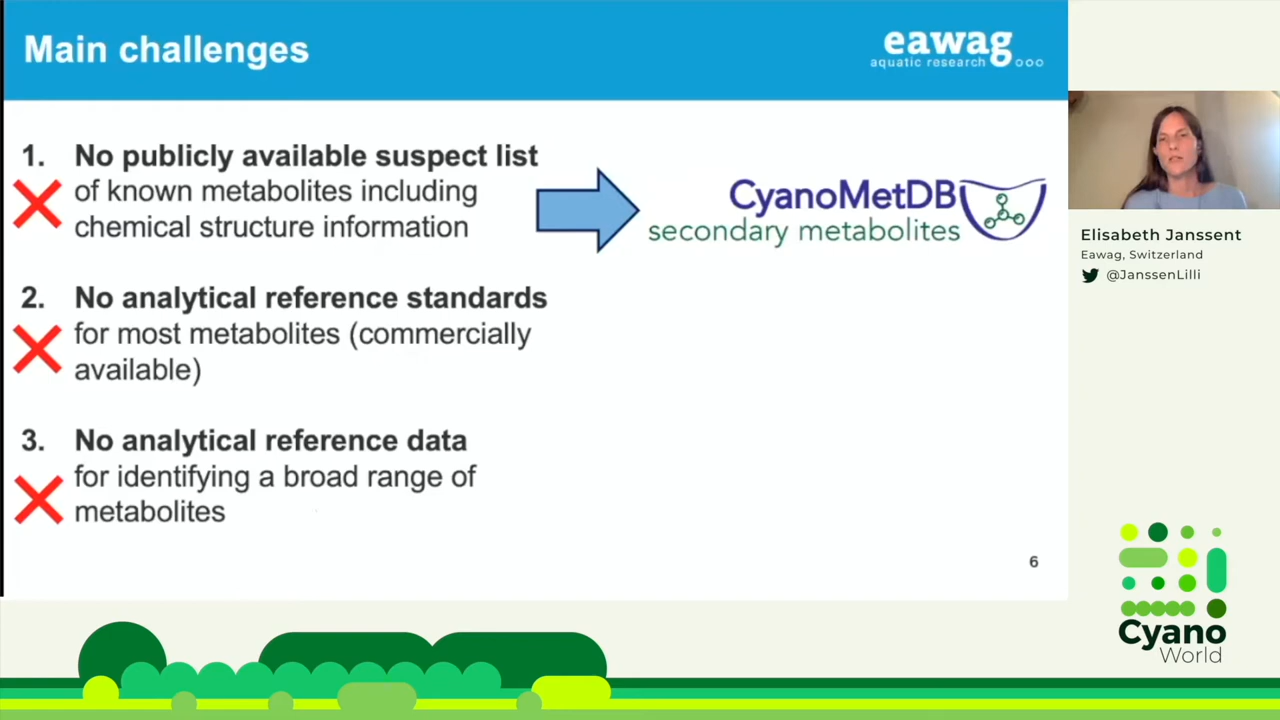 Main challenges
eawag
aquatic research
1. No publicly available suspect list
of known metabolites including
chemical structure information
CyanoMetDB
secondary metabolites
2. No analytical reference standards
for most metabolites (commercially
available)
3. No analytical reference data
for identifying a broad range of
metabolites
6
Elisabeth Janssent
Eawag, Switzerland
@JanssenLilli
Cyano
World